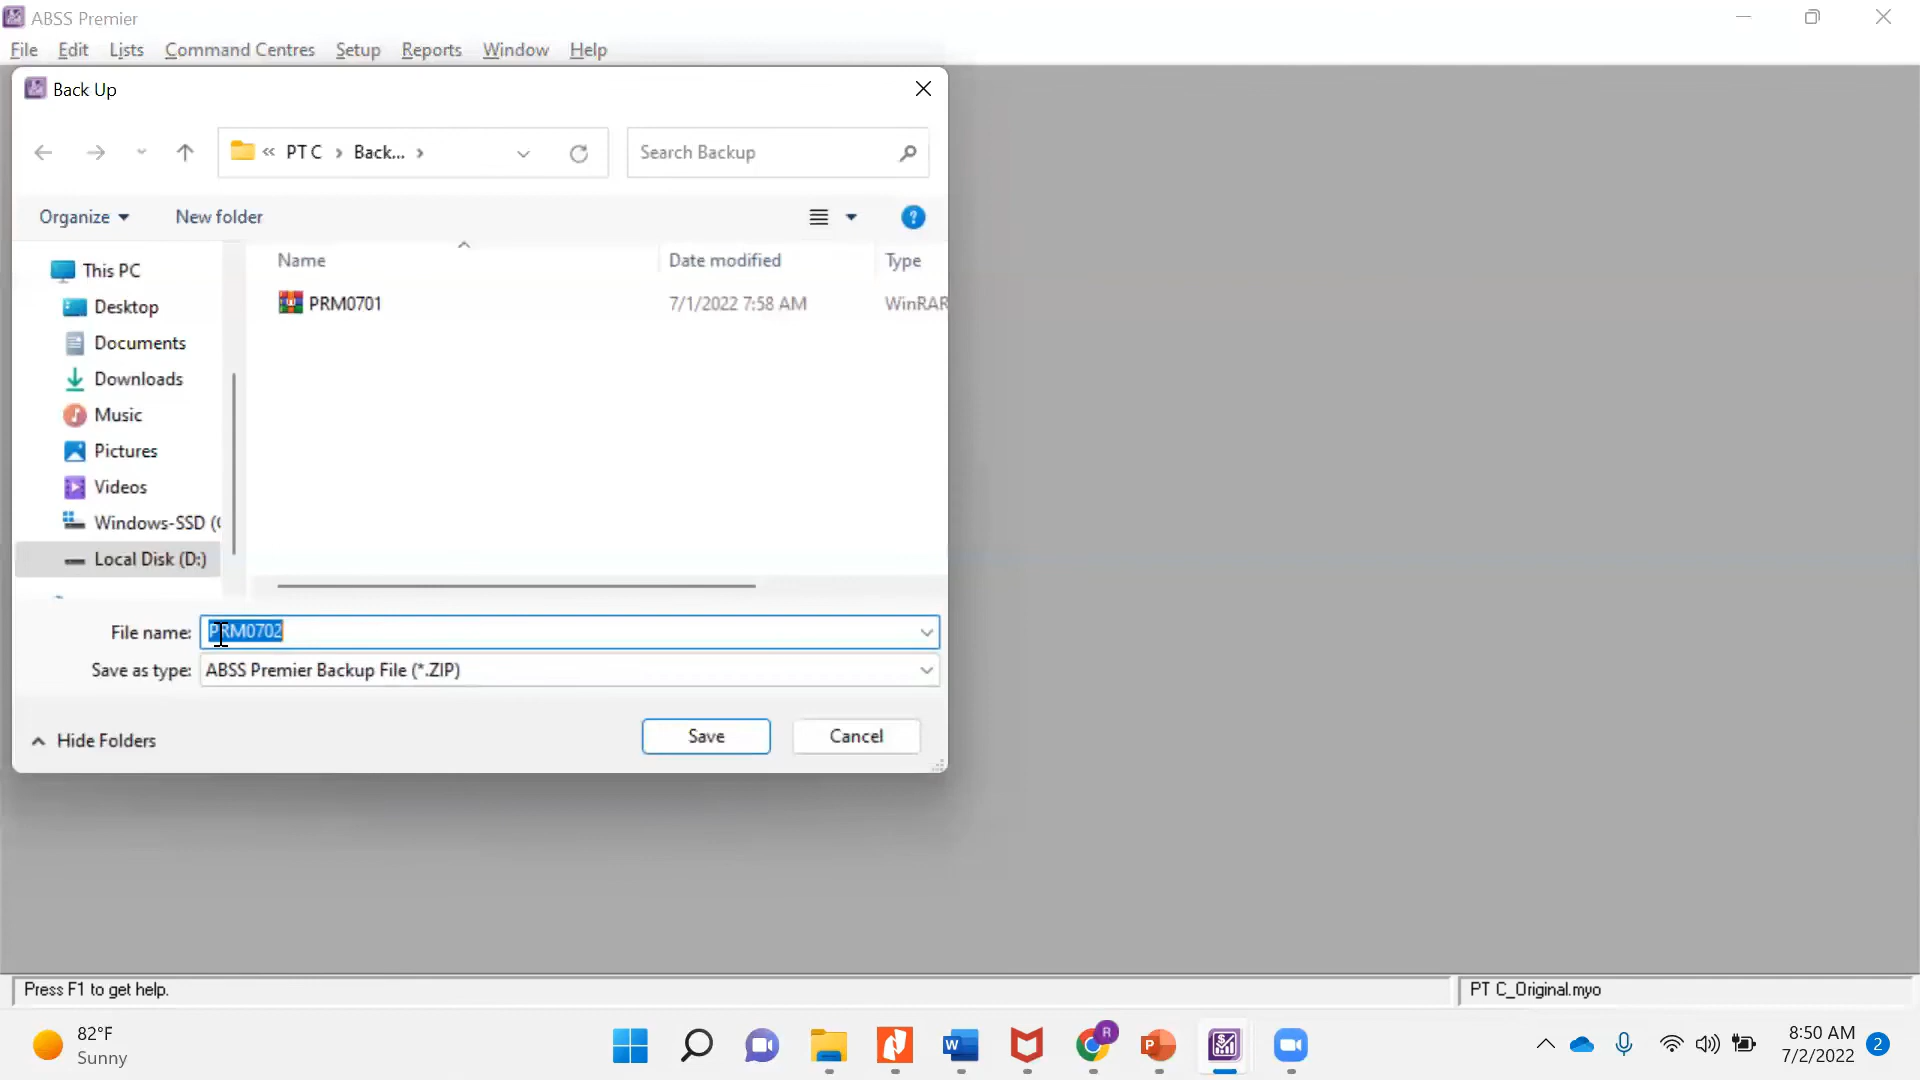 ABSS Premier
File Edit Lists Command Centres Setup Reports Window Help
Back Up
« PT C › Back... ›
Search Backup
Organize
New folder
Name
Date modified
Type
This PC
Desktop
Documents
Downloads
Music
Pictures
Videos
Windows-SSD (
Local Disk (D:)
PRM0701
7/1/2022 7:58 AM
WinRAR
File name: PRM0702
Save as type: ABSS Premier Backup File (*.ZIP)
Hide Folders
Save
Cancel
Press F1 to get help.
PT C_Original.myo
82°F
Sunny
R
8:50 AM
7/2/2022
2